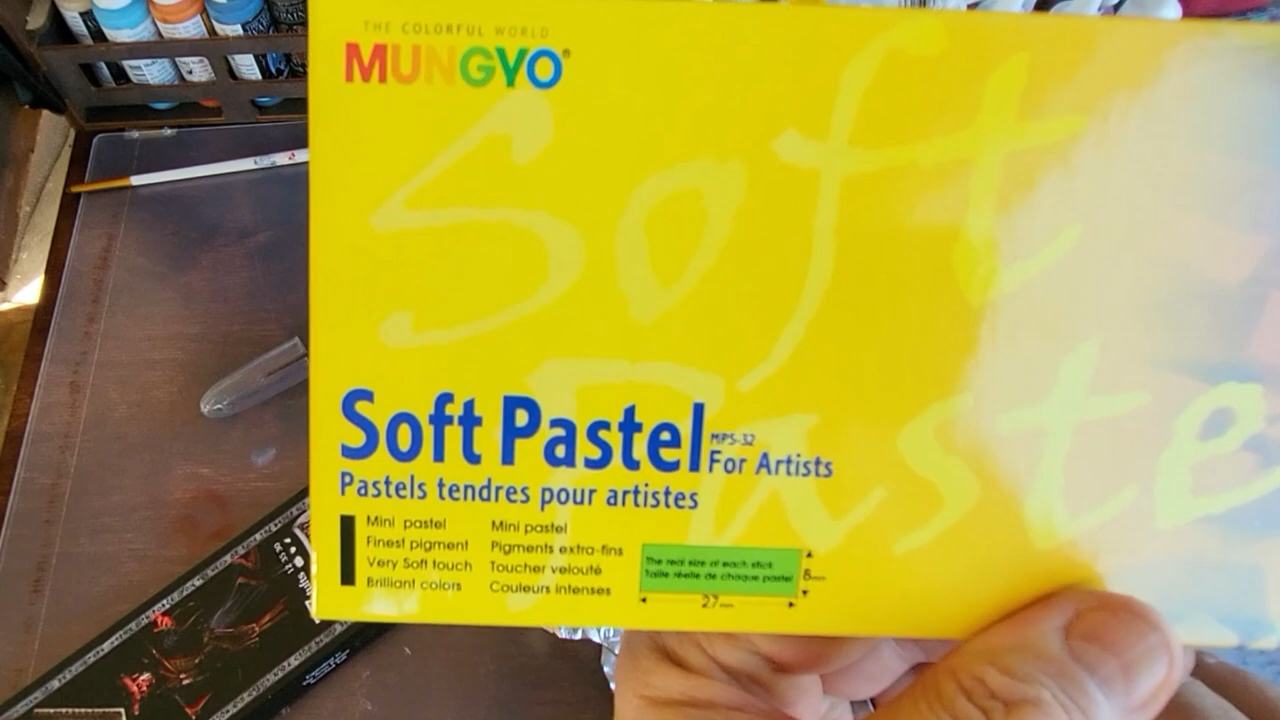 THE COLORFUL WORLD
MUNGYO®
Soft
Paste
Soft Pastel MPS-32
For Artists
Pastels tendres pour artistes
Mini pastel
Finest pigment
Very Soft touch
Brilliant colors
Mini pastel
Pigments extra-fins
Toucher velouté
Couleurs intenses
The real size of each stick
Taille réelle de chaque pastel
8mm
27mm